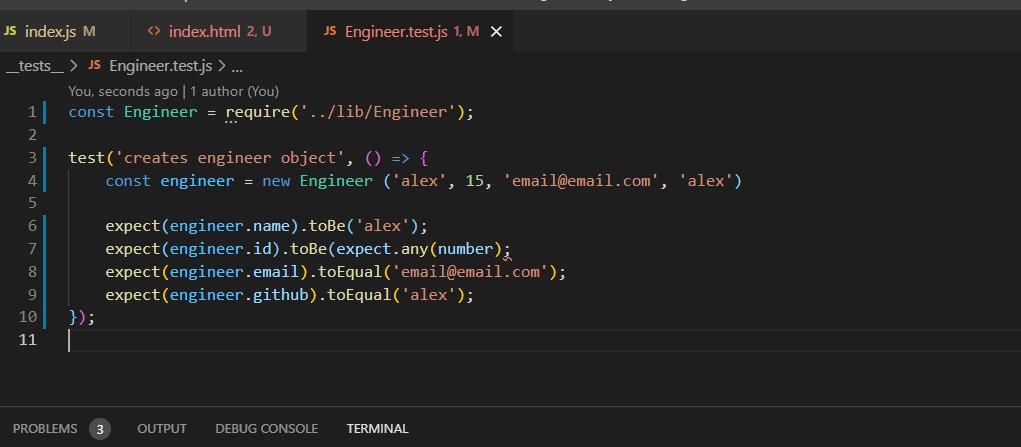 JS index.js M <> index.html 2, U JS Engineer.test.js 1, M ×
__tests__ > JS Engineer.test.js > ...
You, seconds ago | 1 author (You)
1 const Engineer = require('../lib/Engineer');
2
3 test('creates engineer object', () => {
4 const engineer = new Engineer ('alex', 15, 'email@email.com', 'alex')
5
6 expect(engineer.name).toBe('alex');
7 expect(engineer.id).toBe(expect.any(number);
8 expect(engineer.email).toEqual('email@email.com');
9 expect(engineer.github).toEqual('alex');
10 });
11
PROBLEMS 3 OUTPUT DEBUG CONSOLE TERMINAL